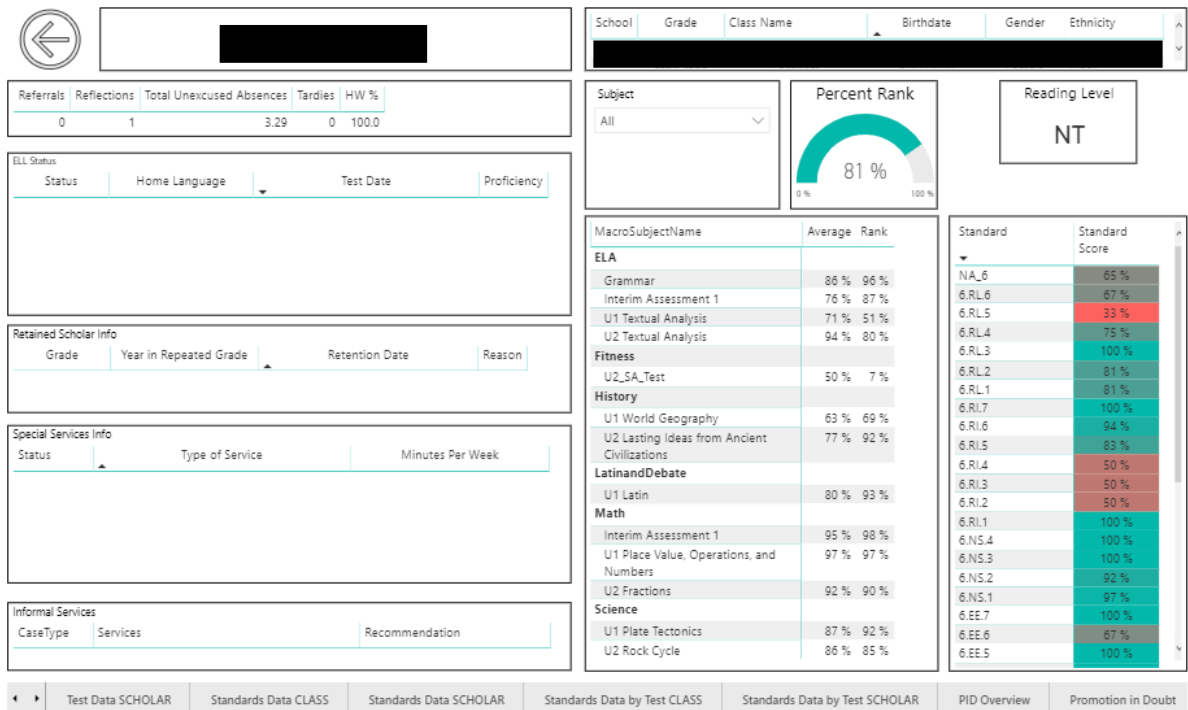 School Grade Class Name Birthdate Gender Ethnicity
Referrals Reflections Total Unexcused Absences Tardies HW %
0 1 3.29 0 100.0
ELL Status
Status Home Language Test Date Proficiency
Retained Scholar Info
Grade Year in Repeated Grade Retention Date Reason
Special Services Info
Status Type of Service Minutes Per Week
Informal Services
CaseType Services Recommendation
Subject
All
Percent Rank
81 %
0 % 100 %
Reading Level
NT
MacroSubjectName Average Rank
ELA
Grammar 86 % 96 %
Interim Assessment 1 76 % 87 %
U1 Textual Analysis 71 % 51 %
U2 Textual Analysis 94 % 80 %
Fitness
U2_SA_Test 50 % 7 %
History
U1 World Geography 63 % 69 %
U2 Lasting Ideas from Ancient 77 % 92 %
Civilizations
LatinandDebate
U1 Latin 80 % 93 %
Math
Interim Assessment 1 95 % 98 %
U1 Place Value, Operations, and 97 % 97 %
Numbers
U2 Fractions 92 % 90 %
Science
U1 Plate Tectonics 87 % 92 %
U2 Rock Cycle 86 % 85 %
Standard Standard
Score
NA_6 65 %
6.RL.6 67 %
6.RL.5 33 %
6.RL.4 75 %
6.RL.3 100 %
6.RL.2 81 %
6.RL.1 81 %
6.RI.7 100 %
6.RI.6 94 %
6.RI.5 83 %
6.RI.4 50 %
6.RI.3 50 %
6.RI.2 50 %
6.RI.1 100 %
6.NS.4 100 %
6.NS.3 100 %
6.NS.2 92 %
6.NS.1 97 %
6.EE.7 100 %
6.EE.6 67 %
6.EE.5 100 %
Test Data SCHOLAR Standards Data CLASS Standards Data SCHOLAR Standards Data by Test CLASS Standards Data by Test SCHOLAR PID Overview Promotion in Doubt